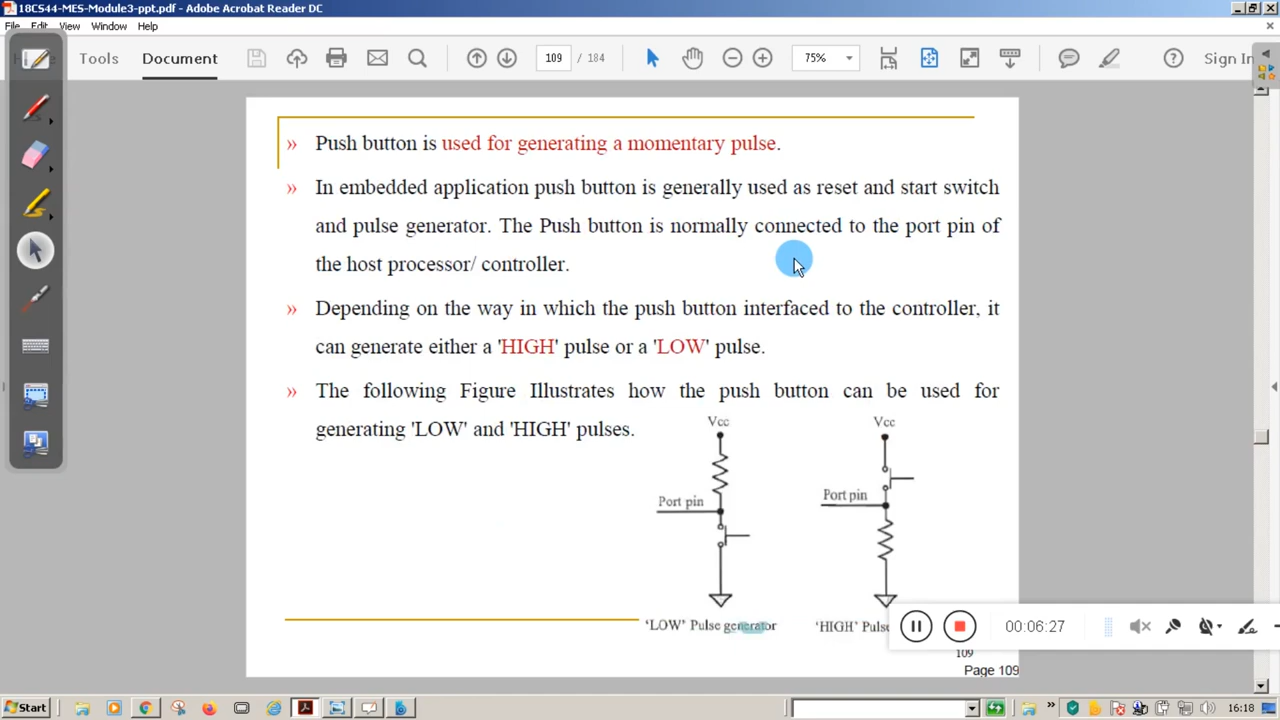 18CS44-MES-Module3-ppt.pdf - Adobe Acrobat Reader DC
File Edit View Window Help
Tools Document 109 / 184 75% Sign In
» Push button is used for generating a momentary pulse.
» In embedded application push button is generally used as reset and start switch
and pulse generator. The Push button is normally connected to the port pin of
the host processor/ controller.
» Depending on the way in which the push button interfaced to the controller, it
can generate either a 'HIGH' pulse or a 'LOW' pulse.
» The following Figure Illustrates how the push button can be used for
generating 'LOW' and 'HIGH' pulses.
Vcc Vcc
Port pin Port pin
'LOW' Pulse generator 'HIGH' Pulse
00:06:27
109
Page 109
Start 16:18